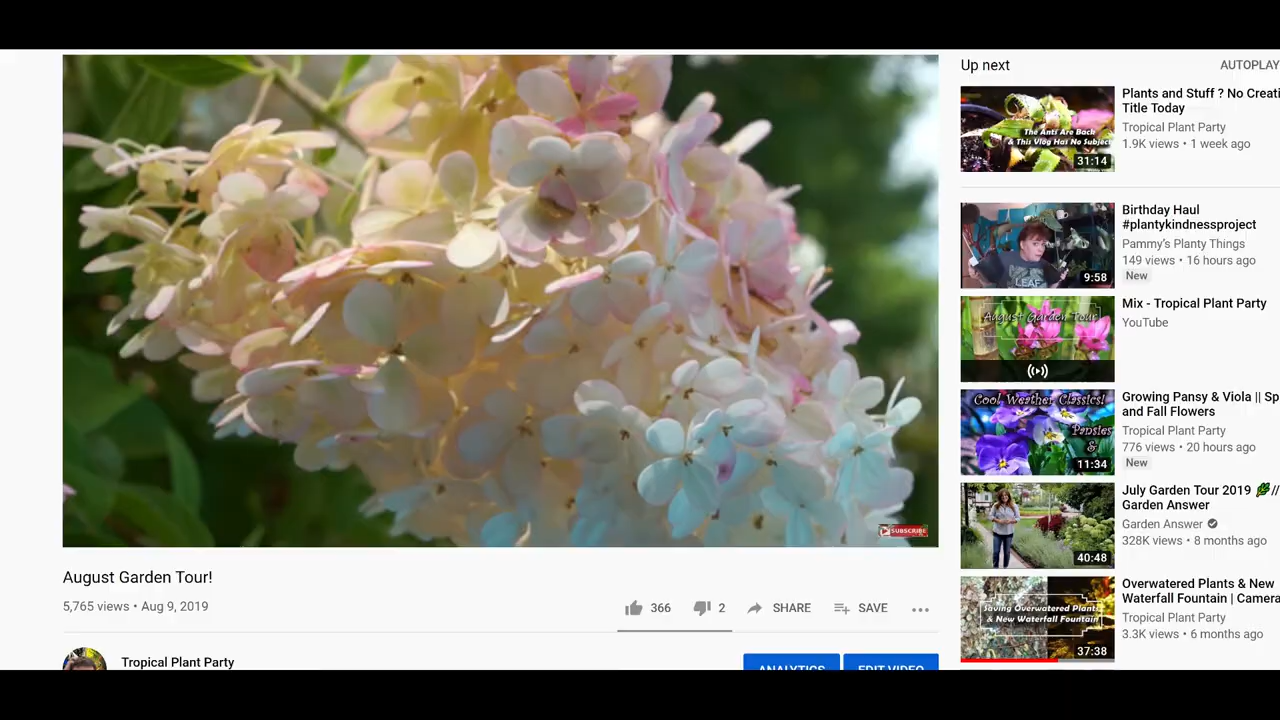 SUBSCRIBE
August Garden Tour!
5,765 views • Aug 9, 2019
366
2
SHARE
SAVE
Tropical Plant Party
ANALYTICS
EDIT VIDEO
Up next
AUTOPLAY
The Ants Are Back
& This Vlog Has No Subject
31:14
Plants and Stuff ? No Creati
Title Today
Tropical Plant Party
1.9K views • 1 week ago
LEAF
9:58
Birthday Haul
#plantykindnessproject
Pammy's Planty Things
149 views • 16 hours ago
New
August Garden Tour
Mix - Tropical Plant Party
YouTube
Cool Weather Classics!
Pansies
&
11:34
Growing Pansy & Viola || Sp
and Fall Flowers
Tropical Plant Party
776 views • 20 hours ago
New
40:48
July Garden Tour 2019 🌿//
Garden Answer
Garden Answer
328K views • 8 months ago
Saving Overwatered Plants
& New Waterfall Fountain
37:38
Overwatered Plants & New
Waterfall Fountain | Camera
Tropical Plant Party
3.3K views • 6 months ago